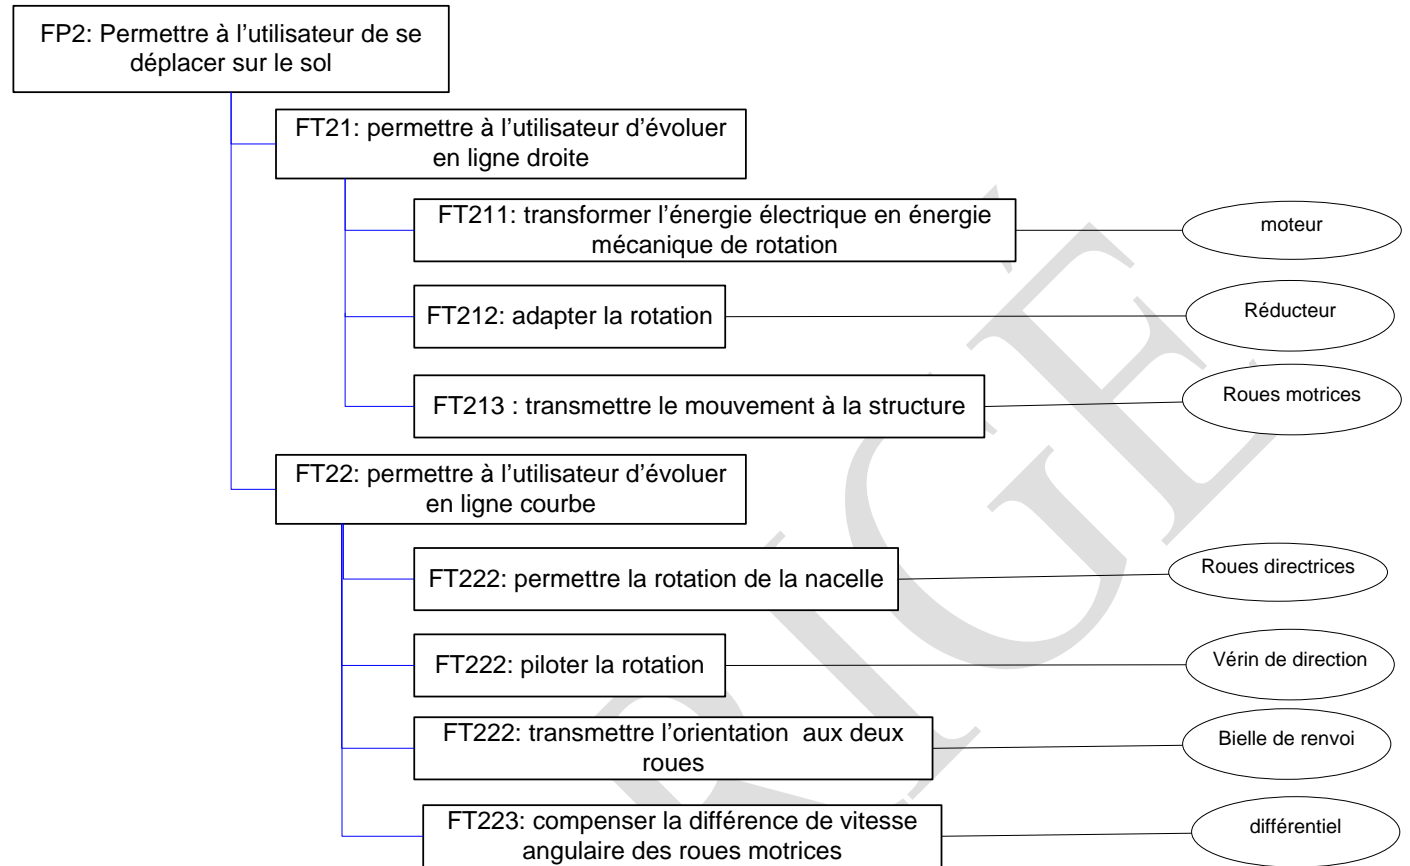 FP2: Permettre à l'utilisateur de se
déplacer sur le sol
FT21: permettre à l'utilisateur d'évoluer
en ligne droite
FT211: transformer l'énergie électrique en énergie
mécanique de rotation
moteur
FT212: adapter la rotation
Réducteur
FT213 : transmettre le mouvement à la structure
Roues motrices
FT22: permettre à l'utilisateur d'évoluer
en ligne courbe
FT222: permettre la rotation de la nacelle
Roues directrices
FT222: piloter la rotation
Vérin de direction
FT222: transmettre l'orientation  aux deux
roues
Bielle de renvoi
FT223: compenser la différence de vitesse
angulaire des roues motrices
différentiel